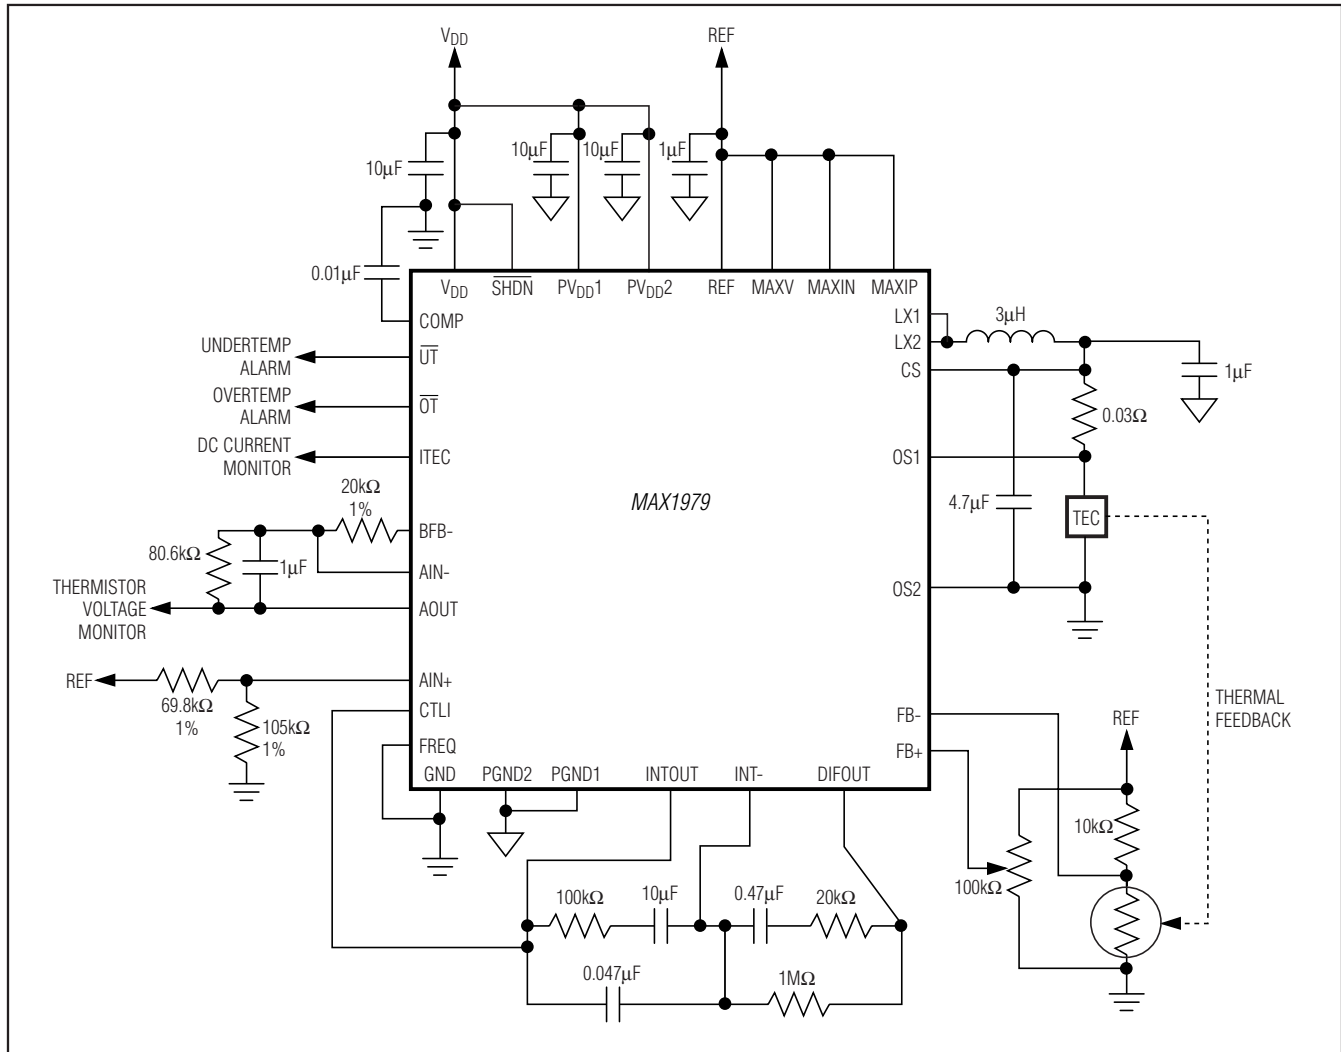 VDD
REF
10µF
10µF
10µF
1µF
0.01µF
VDD
SHDN
PVDD1
PVDD2
REF
MAXV
MAXIN
MAXIP
COMP
LX1
3µH
LX2
UNDERTEMP
ALARM
UT
CS
1µF
OVERTEMP
ALARM
OT
0.03Ω
DC CURRENT
MONITOR
ITEC
OS1
20kΩ
1%
MAX1979
4.7µF
TEC
BFB-
80.6kΩ
1µF
AIN-
THERMISTOR
VOLTAGE
MONITOR
AOUT
OS2
REF
69.8kΩ
1%
AIN+
105kΩ
1%
CTLI
FB-
THERMAL
FEEDBACK
REF
FREQ
FB+
GND
PGND2
PGND1
INTOUT
INT-
DIFOUT
10kΩ
100kΩ
100kΩ
10µF
0.47µF
20kΩ
0.047µF
1MΩ